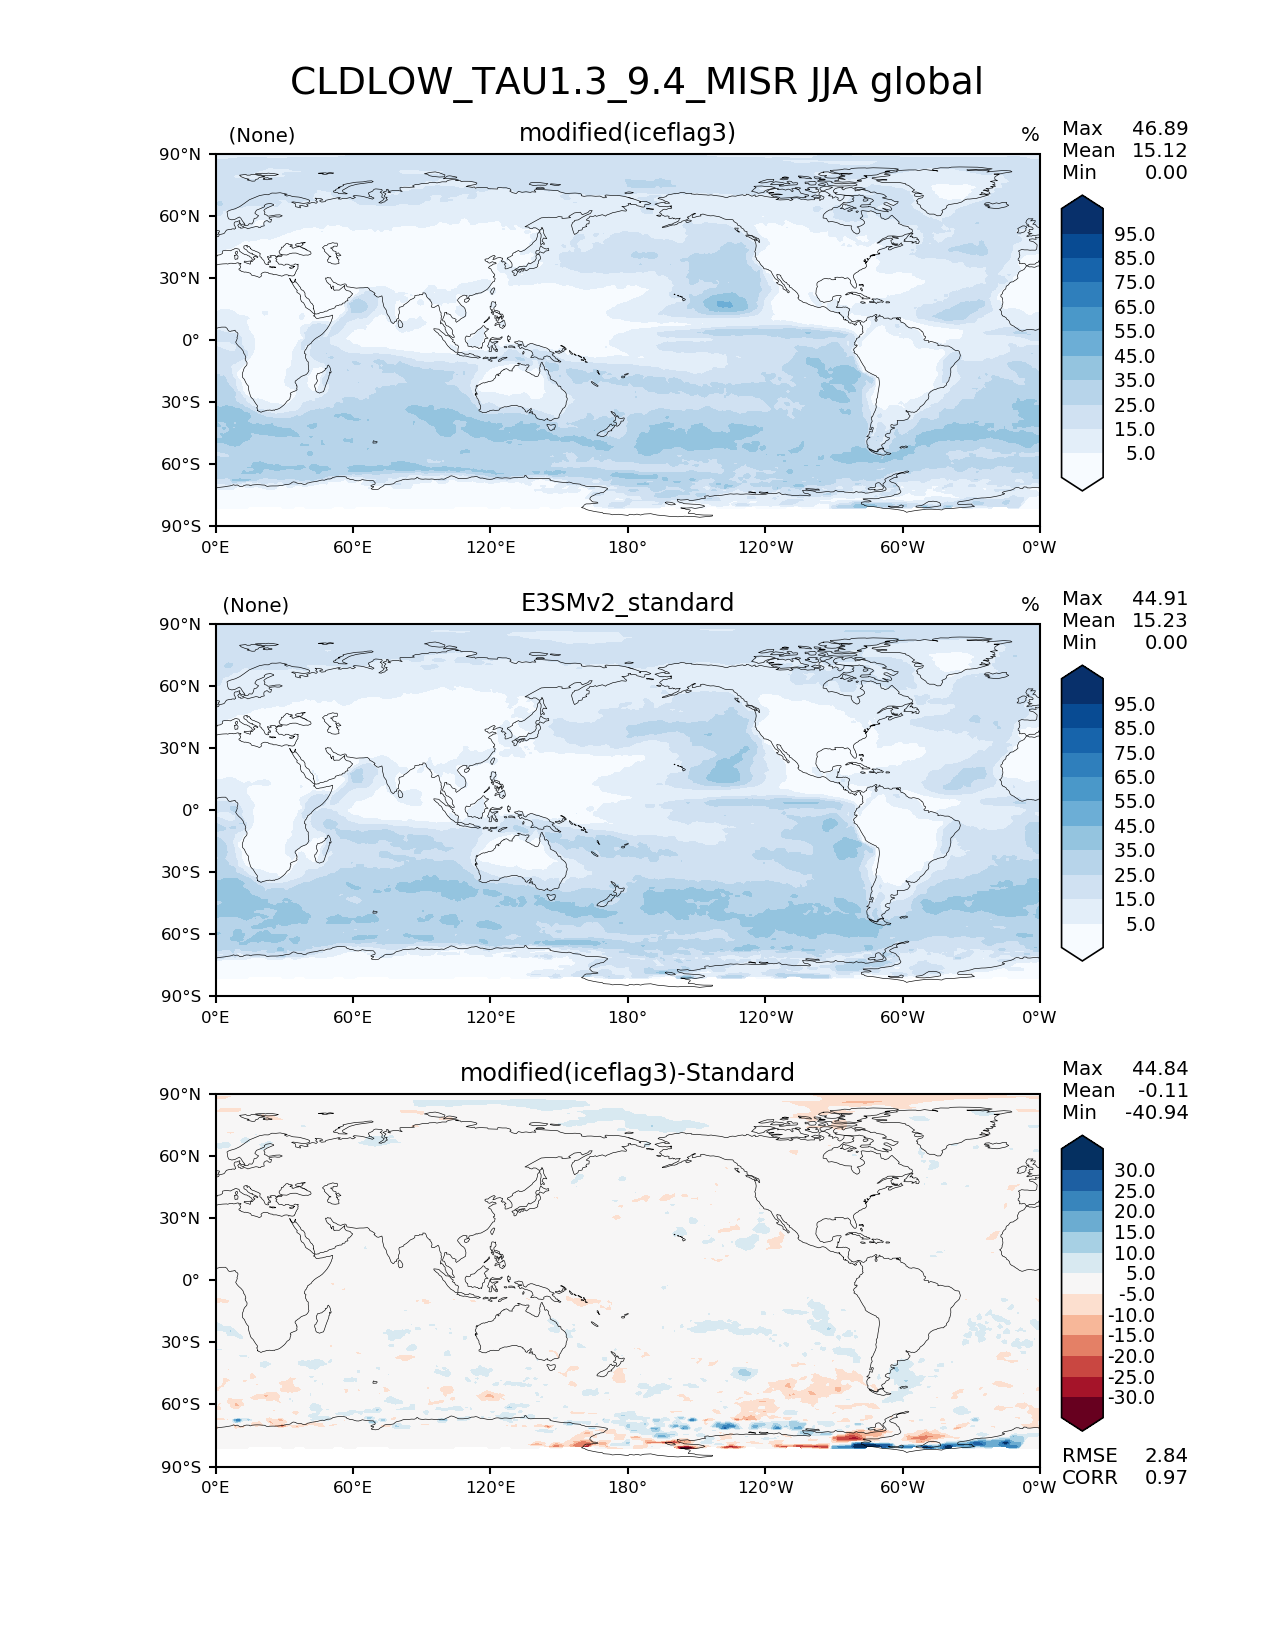 CLDLOW_TAU1.3_9.4_MISR JJA global
(None) modified(iceflag3) %
Max 46.89
Mean 15.12
Min 0.00
90°N
60°N
30°N
0°
30°S
60°S
90°S
0°E 60°E 120°E 180° 120°W 60°W 0°W
95.0
85.0
75.0
65.0
55.0
45.0
35.0
25.0
15.0
5.0
(None) E3SMv2_standard %
Max 44.91
Mean 15.23
Min 0.00
90°N
60°N
30°N
0°
30°S
60°S
90°S
0°E 60°E 120°E 180° 120°W 60°W 0°W
95.0
85.0
75.0
65.0
55.0
45.0
35.0
25.0
15.0
5.0
modified(iceflag3)-Standard
Max 44.84
Mean -0.11
Min -40.94
90°N
60°N
30°N
0°
30°S
60°S
90°S
0°E 60°E 120°E 180° 120°W 60°W 0°W
30.0
25.0
20.0
15.0
10.0
5.0
-5.0
-10.0
-15.0
-20.0
-25.0
-30.0
RMSE 2.84
CORR 0.97